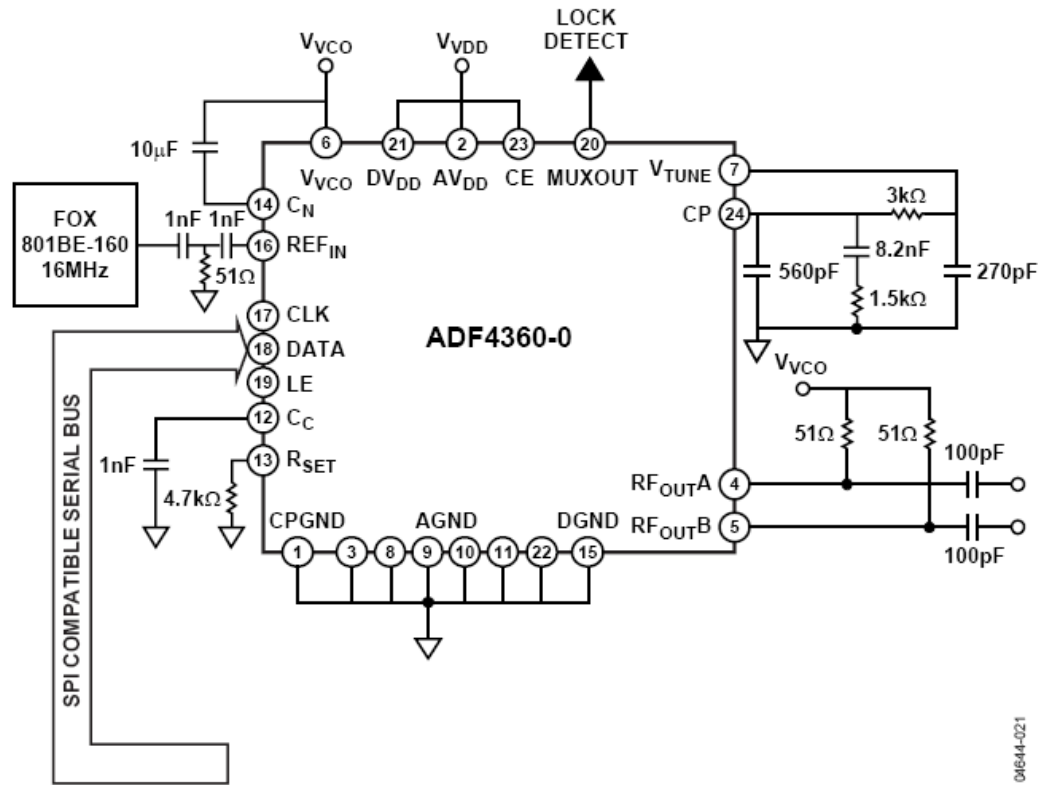 LOCK
DETECT
VVCO
VVDD
10μF
6
21
2
23
20
VVCO
DVDD
AVDD
CE
MUXOUT
VTUNE
7
FOX
801BE-160
16MHz
1nF
1nF
14
CN
16
REFIN
51Ω
CP
24
3kΩ
8.2nF
560pF
270pF
1.5kΩ
17
CLK
18
DATA
19
LE
ADF4360-0
12
CC
13
RSET
1nF
4.7kΩ
VVCO
51Ω
51Ω
100pF
RFOUTA
4
RFOUTB
5
100pF
CPGND
AGND
DGND
1
3
8
9
10
11
22
15
SPI COMPATIBLE SERIAL BUS
04644-021